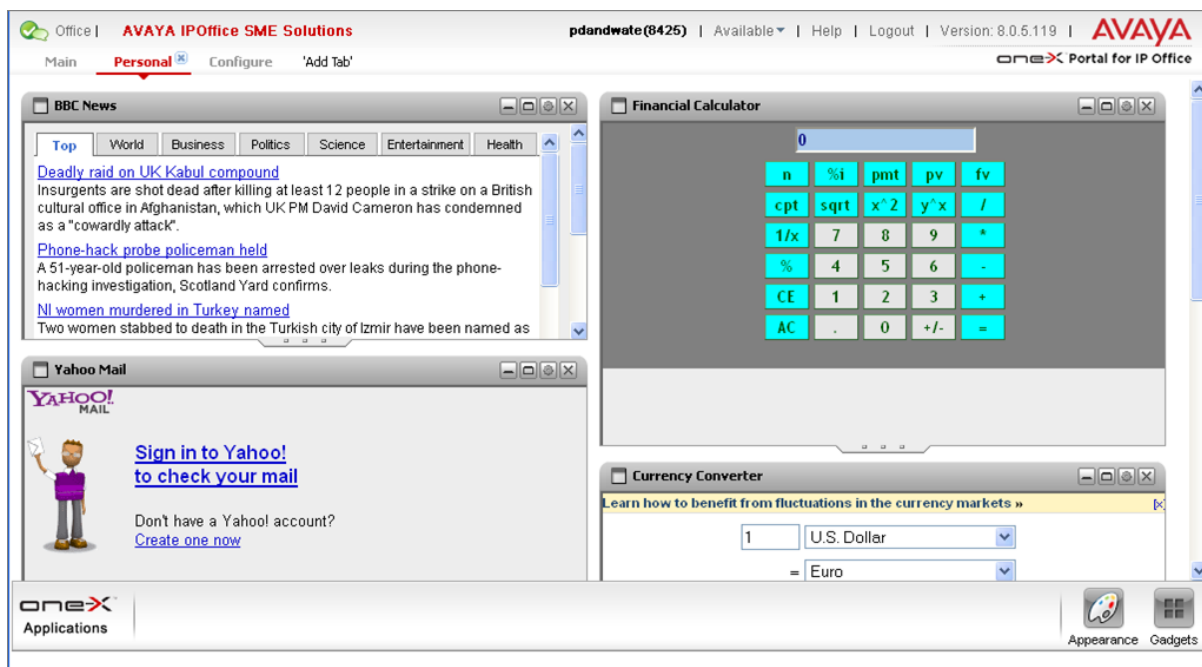 Office | AVAYA IPOffice SME Solutions
pdandwate(8425) | Available | Help | Logout | Version: 8.0.5.119 | AVAYA
Main Personal Configure 'Add Tab'
one-X Portal for IP Office
BBC News
Top World Business Politics Science Entertainment Health
Deadly raid on UK Kabul compound
Insurgents are shot dead after killing at least 12 people in a strike on a British
cultural office in Afghanistan, which UK PM David Cameron has condemned
as a "cowardly attack".
Phone-hack probe policeman held
A 51-year-old policeman has been arrested over leaks during the phone-
hacking investigation, Scotland Yard confirms.
NI women murdered in Turkey named
Two women stabbed to death in the Turkish city of Izmir have been named as
Financial Calculator
0
n %i pmt pv fv
cpt sqrt x^2 y^x /
1/x 7 8 9 *
% 4 5 6 -
CE 1 2 3 +
AC . 0 +/- =
Yahoo Mail
YAHOO!
MAIL
Sign in to Yahoo!
to check your mail
Don't have a Yahoo! account?
Create one now
Currency Converter
Learn how to benefit from fluctuations in the currency markets » [x]
1 U.S. Dollar
= Euro
one-X
Applications
Appearance Gadgets